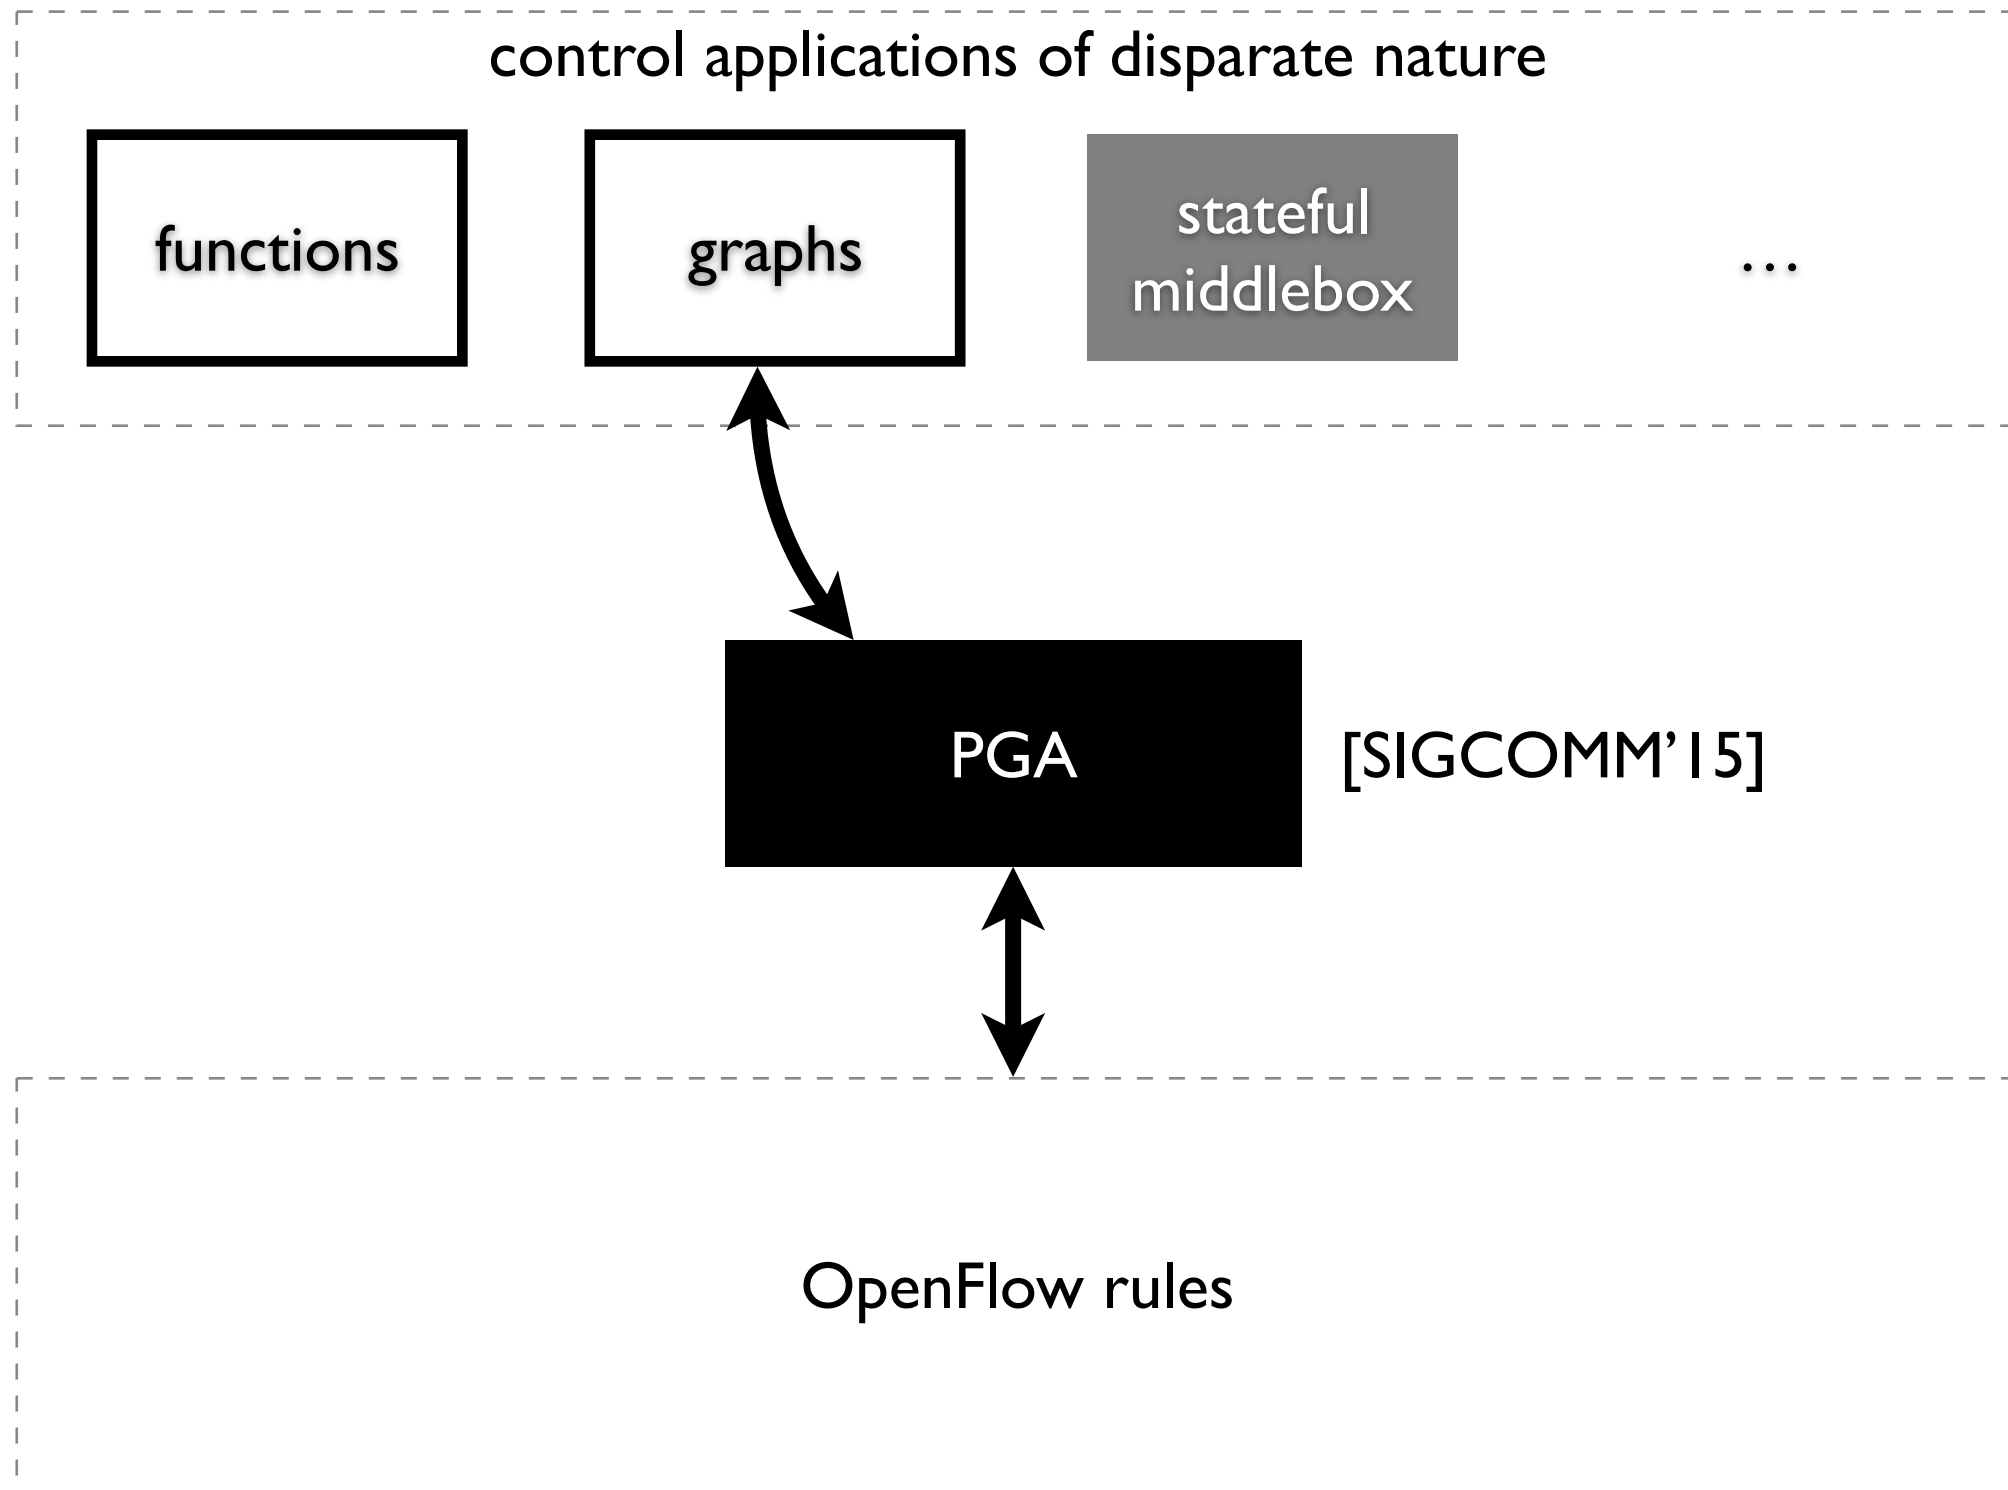 control applications of disparate nature
functions
graphs
stateful
middlebox
…
PGA
[SIGCOMM’15]
OpenFlow rules